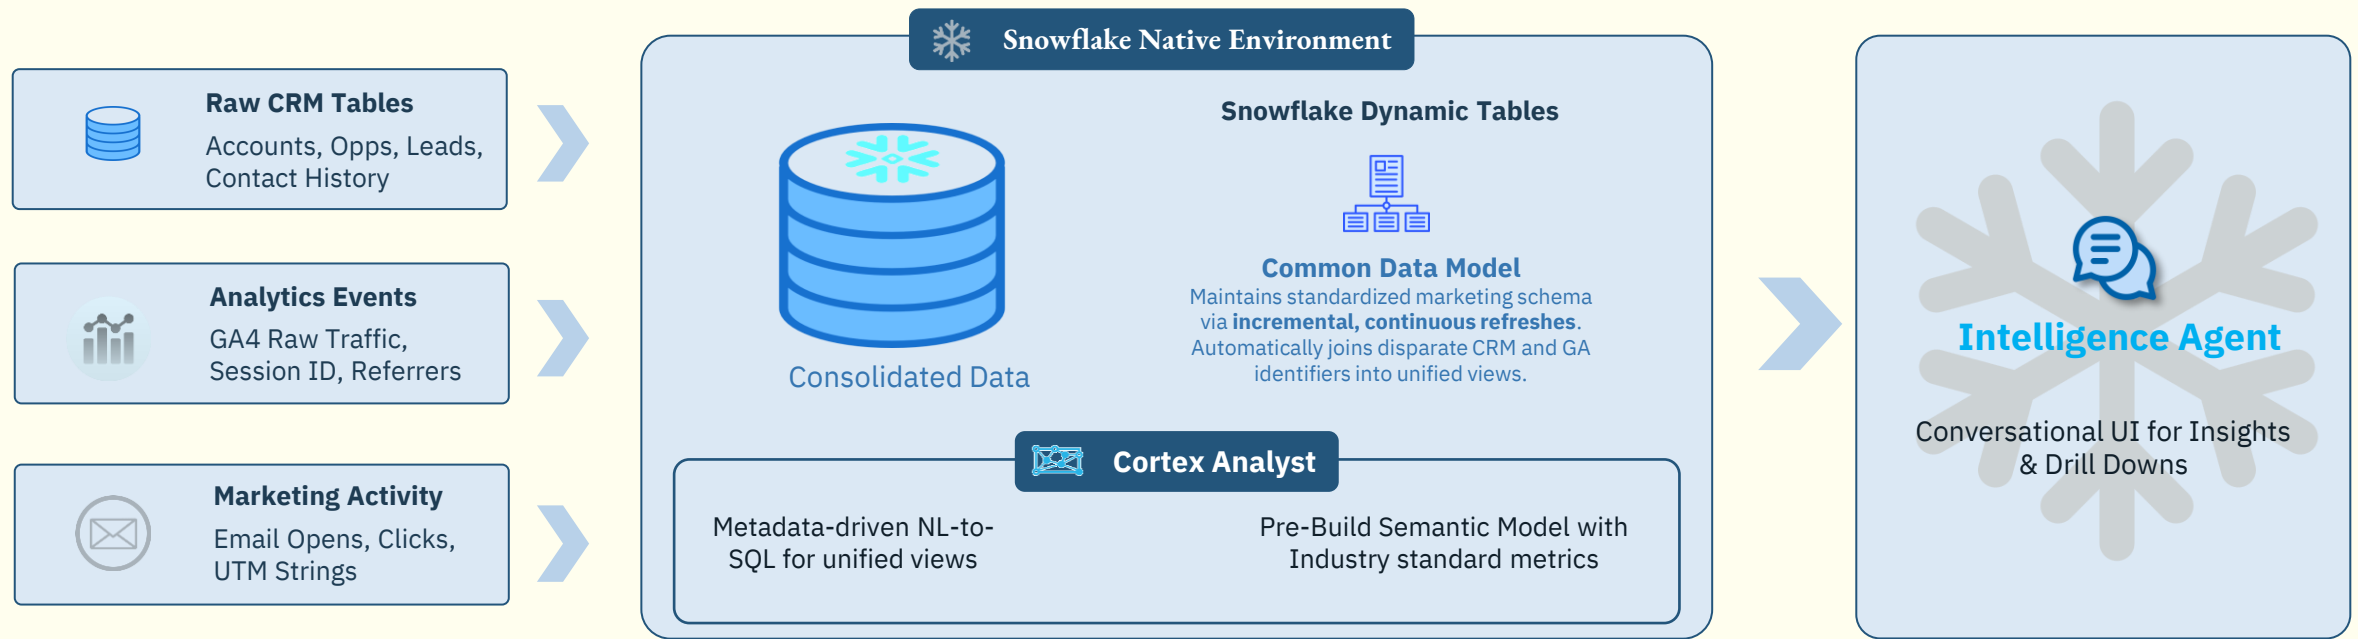 Raw CRM Tables
Accounts, Opps, Leads,
Contact History
Analytics Events
GA4 Raw Traffic,
Session ID, Referrers
Marketing Activity
Email Opens, Clicks,
UTM Strings
Snowflake Native Environment
Consolidated Data
Snowflake Dynamic Tables
Common Data Model
Maintains standardized marketing schema
via incremental, continuous refreshes.
Automatically joins disparate CRM and GA
identifiers into unified views.
Cortex Analyst
Metadata-driven NL-to-
SQL for unified views
Pre-Build Semantic Model with
Industry standard metrics
Intelligence Agent
Conversational UI for Insights
& Drill Downs